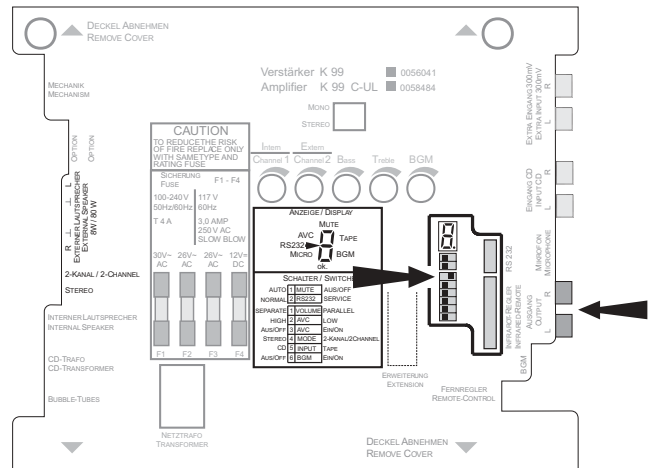 DECKEL ABNEHMEN
REMOVE COVER
Verstärker K 99 0056041
Amplifier K 99 C-UL 0058484
MECHANIK
MECHANISM
MONO
STEREO
OPTION
OPTION
EXTERNER LAUTSPRECHER
EXTERNAL SPEAKER
8W / 80 W
R L
2-KANAL / 2-CHANNEL
STEREO
INTERNER LAUTSPRECHER
INTERNAL SPEAKER
CD-TRAFO
CD-TRANSFORMER
BUBBLE-TUBES
CAUTION
TO REDUCETHE RISK
OF FIRE REPLACE ONLY
WITH SAMETYPE AND
RATING FUSE
SICHERUNG
FUSE F1 - F4
100-240 V 117 V
50Hz/60Hz 60Hz
T 4 A 3,0 AMP
250 V AC
SLOW BLOW
30V~ 26V~ 26V~ 12V=
AC AC AC DC
F1 F2 F3 F4
NETZTRAFO
TRANSFORMER
Intern Extern
Channel 1 Channel 2 Bass Treble BGM
ANZEIGE / DISPLAY
MUTE
AVC TAPE
RS232
MICRO BGM
ok.
SCHALTER / SWITCHES
AUTO 1 MUTE AUS/OFF
NORMAL 2 RS232 SERVICE
SEPARATE 1 VOLUME PARALLEL
HIGH 2 AVC LOW
AUS/OFF 3 AVC EIN/ON
STEREO 4 MODE 2-KANAL/2CHANNEL
CD 5 INPUT TAPE
AUS/OFF 6 BGM EIN/ON
ERWEITERUNG
EXTENSION
RS 232
INFRAROT-REGLER
INFRARED-REMOTE
FERNREGLER
REMOTE-CONTROL
EXTRA EINGANG 300mV
EXTRA INPUT 300mV
L R
EINGANG CD
INPUT CD
L R
MIKROFON
MICROPHONE
AUSGANG
OUTPUT
L R
BGM
DECKEL ABNEHMEN
REMOVE COVER